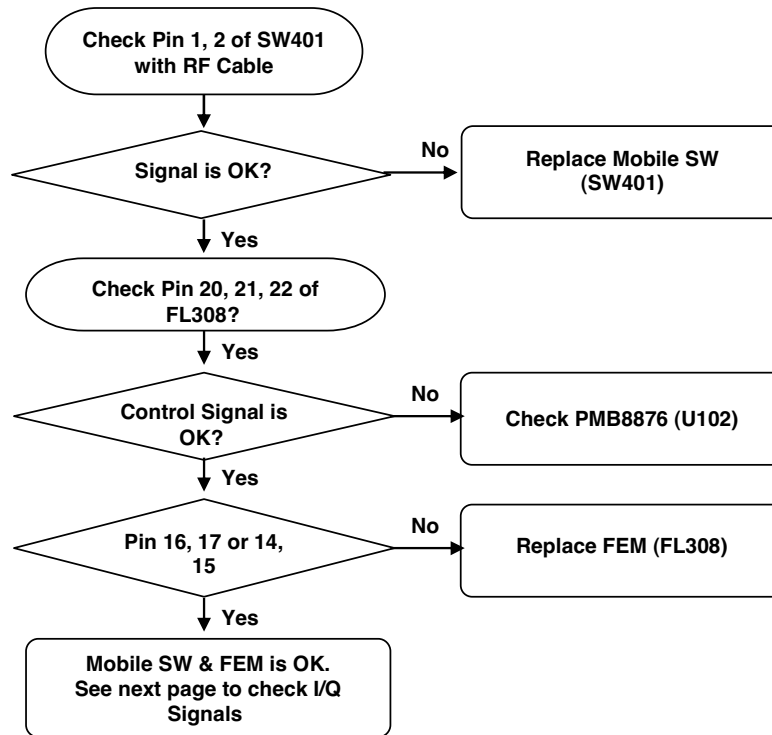 Check Pin 1, 2 of SW401
with RF Cable
Signal is OK?
No
Replace Mobile SW
(SW401)
Yes
Check Pin 20, 21, 22 of
FL308?
Yes
Control Signal is
OK?
No
Check PMB8876 (U102)
Yes
Pin 16, 17 or 14,
15
No
Replace FEM (FL308)
Yes
Mobile SW & FEM is OK.
See next page to check I/Q
Signals